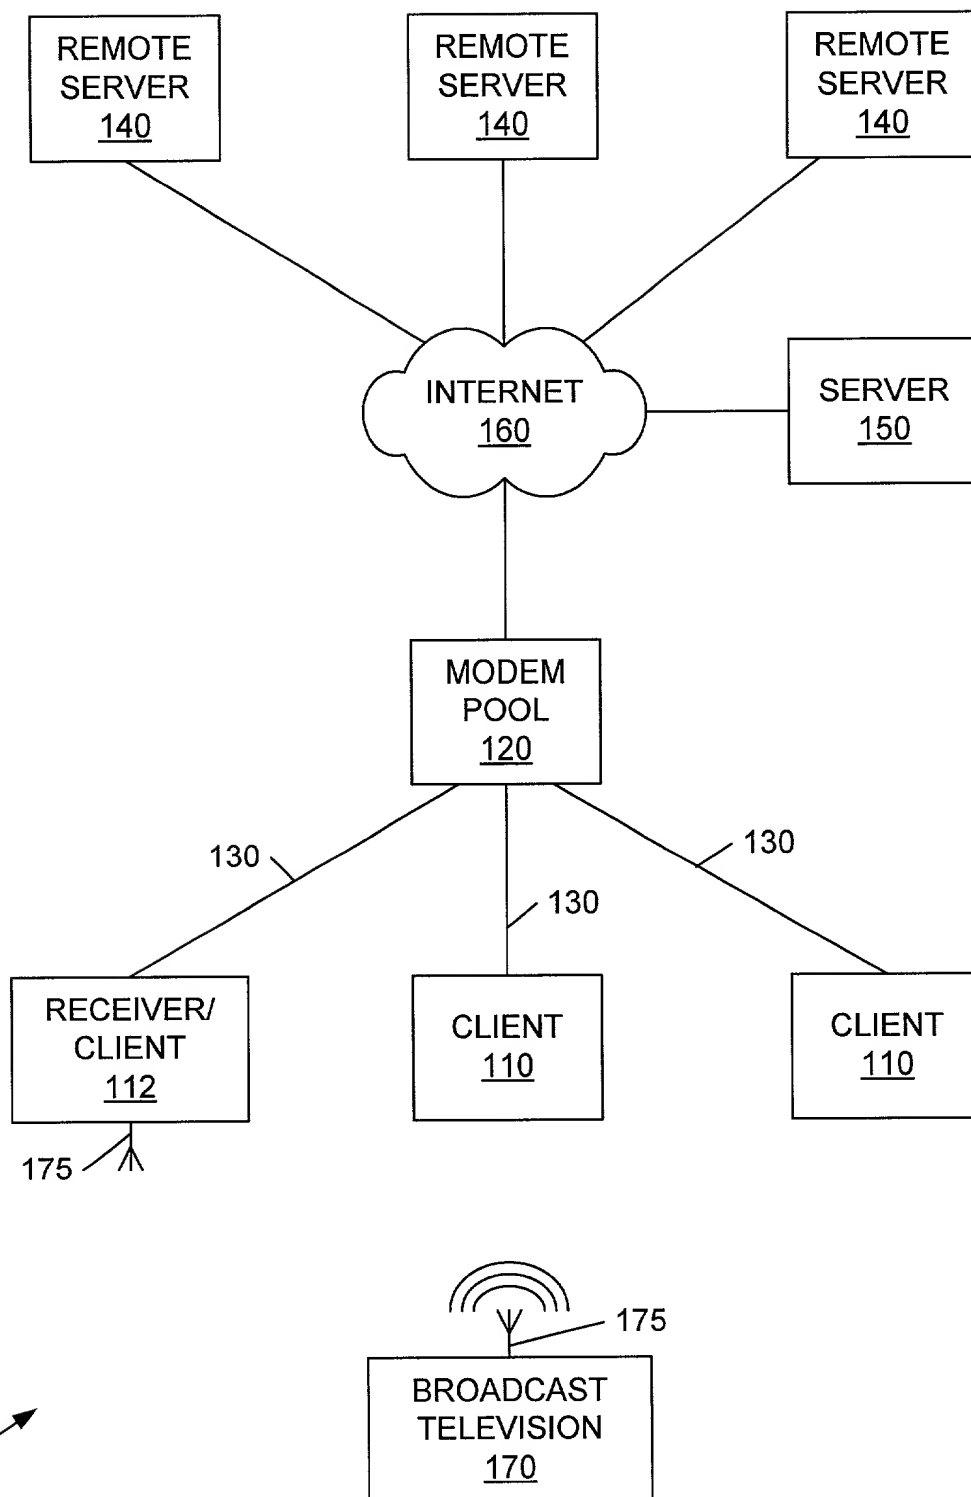 REMOTE
SERVER
140
REMOTE
SERVER
140
REMOTE
SERVER
140
INTERNET
160
SERVER
150
MODEM
POOL
120
130
130
130
RECEIVER/
CLIENT
112
CLIENT
110
CLIENT
110
175
175
BROADCAST
TELEVISION
170